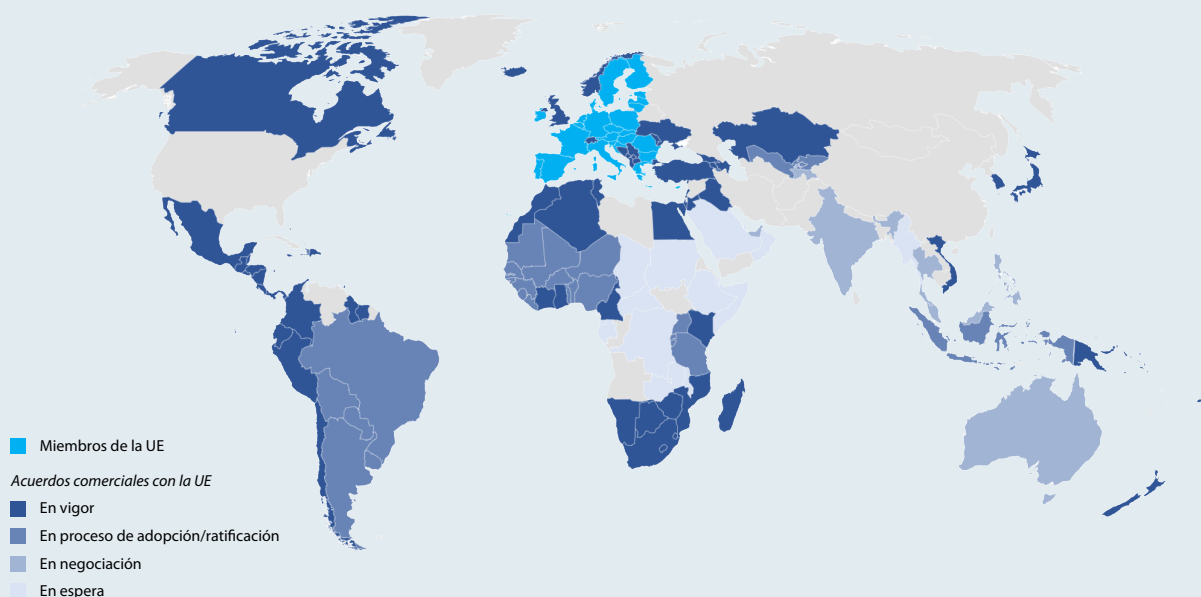 Miembros de la UE
Acuerdos comerciales con la UE
En vigor
En proceso de adopción/ratificación
En negociación
En espera